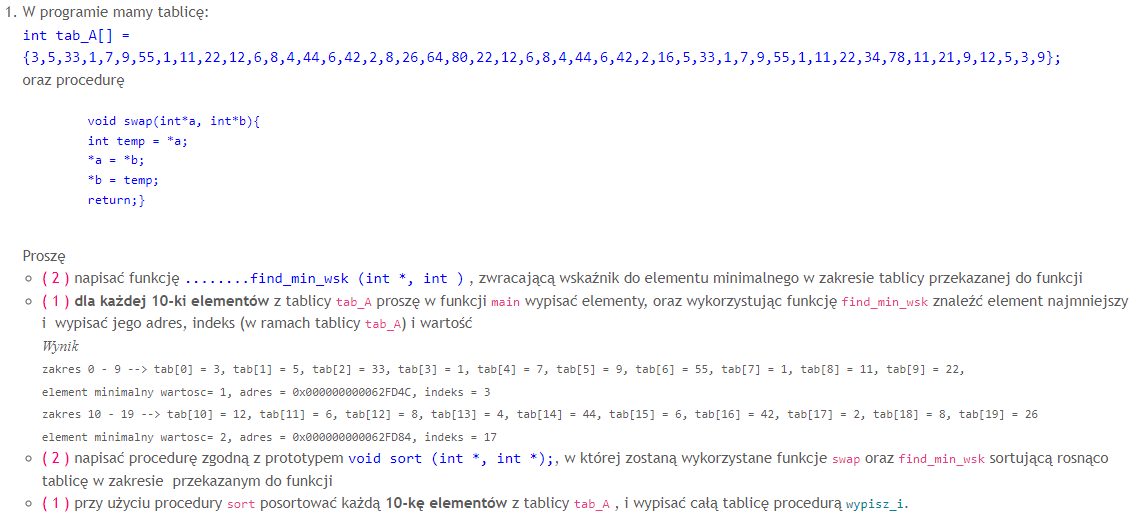 1. W programie mamy tablicę:
int tab_A[] =
{3,5,33,1,7,9,55,1,11,22,12,6,8,4,44,6,42,2,8,26,64,80,22,12,6,8,4,44,6,42,2,16,5,33,1,7,9,55,1,11,22,34,78,11,21,9,12,5,3,9};
oraz procedurę
void swap(int*a, int*b){
int temp = *a;
*a = *b;
*b = temp;
return;}
Proszę
( 2 ) napisać funkcję ........find_min_wsk (int *, int ) , zwracającą wskaźnik do elementu minimalnego w zakresie tablicy przekazanej do funkcji
( 1 ) dla każdej 10-ki elementów z tablicy tab_A proszę w funkcji main wypisać elementy, oraz wykorzystując funkcję find_min_wsk znaleźć element najmniejszy
i wypisać jego adres, indeks (w ramach tablicy tab_A) i wartość
Wynik
zakres 0 - 9 --> tab[0] = 3, tab[1] = 5, tab[2] = 33, tab[3] = 1, tab[4] = 7, tab[5] = 9, tab[6] = 55, tab[7] = 1, tab[8] = 11, tab[9] = 22,
element minimalny wartosc= 1, adres = 0x000000000062FD4C, indeks = 3
zakres 10 - 19 --> tab[10] = 12, tab[11] = 6, tab[12] = 8, tab[13] = 4, tab[14] = 44, tab[15] = 6, tab[16] = 42, tab[17] = 2, tab[18] = 8, tab[19] = 26
element minimalny wartosc= 2, adres = 0x000000000062FD84, indeks = 17
( 2 ) napisać procedurę zgodną z prototypem void sort (int *, int *);, w której zostaną wykorzystane funkcje swap oraz find_min_wsk sortującą rosnąco
tablicę w zakresie przekazanym do funkcji
( 1 ) przy użyciu procedury sort posortować każdą 10-kę elementów z tablicy tab_A , i wypisać całą tablicę procedurą wypisz_i.